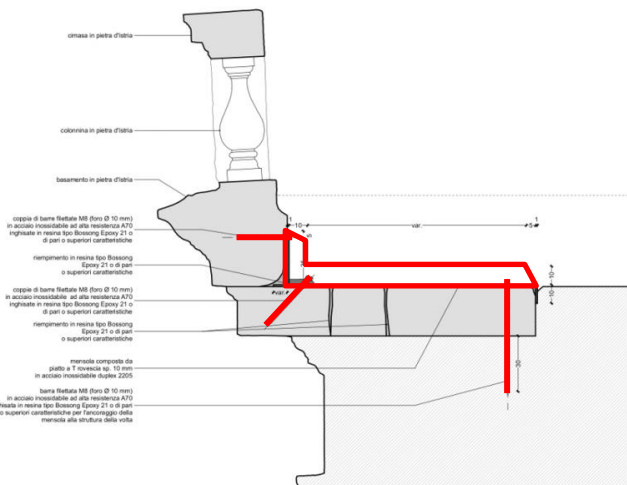 cimasa in pietra d'Istria
colonnina in pietra d'Istria
basamento in pietra d'Istria
coppia di barre filettate M8 (foro Ø 10 mm)
in acciaio inossidabile ad alta resistenza A70
inghisate in resina tipo Bossong Epoxy 21 o
di pari o superiori caratteristiche
riempimento in resina tipo Bossong
Epoxy 21 o di pari
o superiori caratteristiche
coppia di barre filettate M8 (foro Ø 10 mm)
in acciaio inossidabile ad alta resistenza A70
inghisate in resina tipo Bossong Epoxy 21 o
di pari o superiori caratteristiche
riempimento in resina tipo Bossong
Epoxy 21 o di pari
o superiori caratteristiche
mensola composta da
piatto a T rovescia sp. 10 mm
in acciaio inossidabile duplex 2205
barra filettata M8 (foro Ø 10 mm)
in acciaio inossidabile ad alta resistenza A70
hisata in resina tipo Bossong Epoxy 21 o di pari
o superiori caratteristiche per l'ancoraggio della
mensola alla struttura della volta
1
10
var.
5
1
5
10
10
var.
30